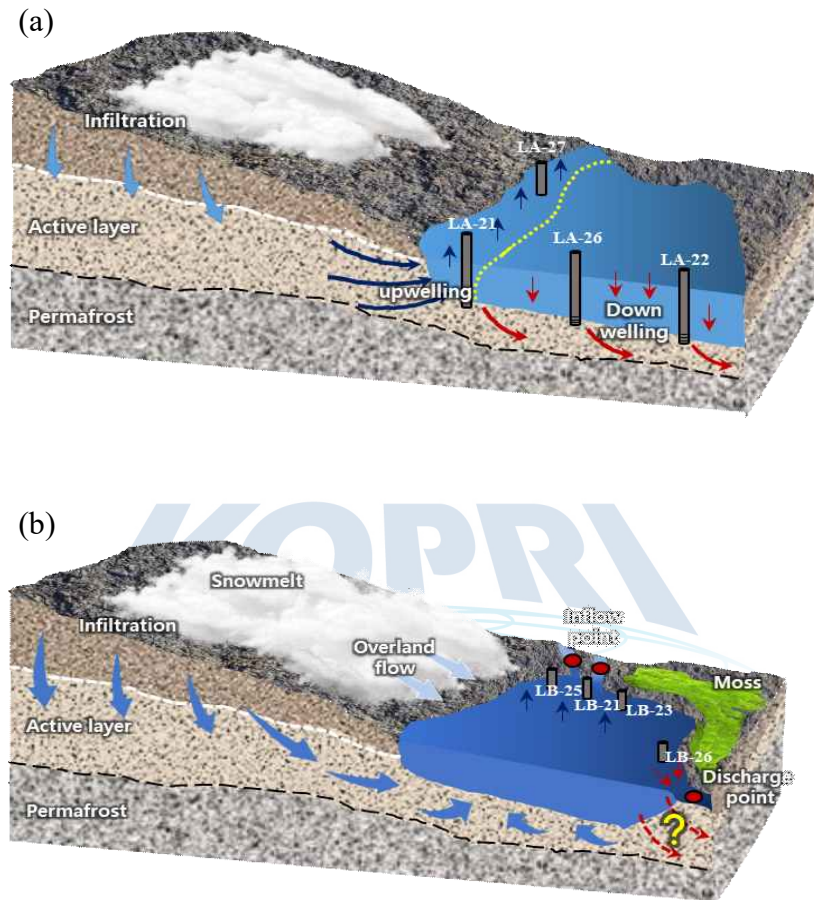 (a)
Infiltration
LA-27
LA-21
Active layer
LA-26
LA-22
upwelling
Down
welling
Permafrost
(b)
KOPRI
Snowmelt
Inflow
point
Infiltration
Overland
flow
Moss
LB-25
LB-21
LB-23
Active layer
LB-26
Discharge
point
Permafrost
?